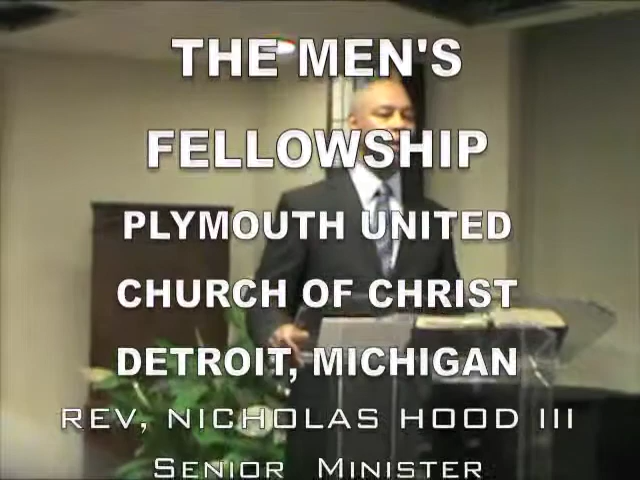 THE MEN'S
FELLOWSHIP
PLYMOUTH UNITED
CHURCH OF CHRIST
DETROIT, MICHIGAN
REV, NICHOLAS HOOD III
SENIOR MINISTER